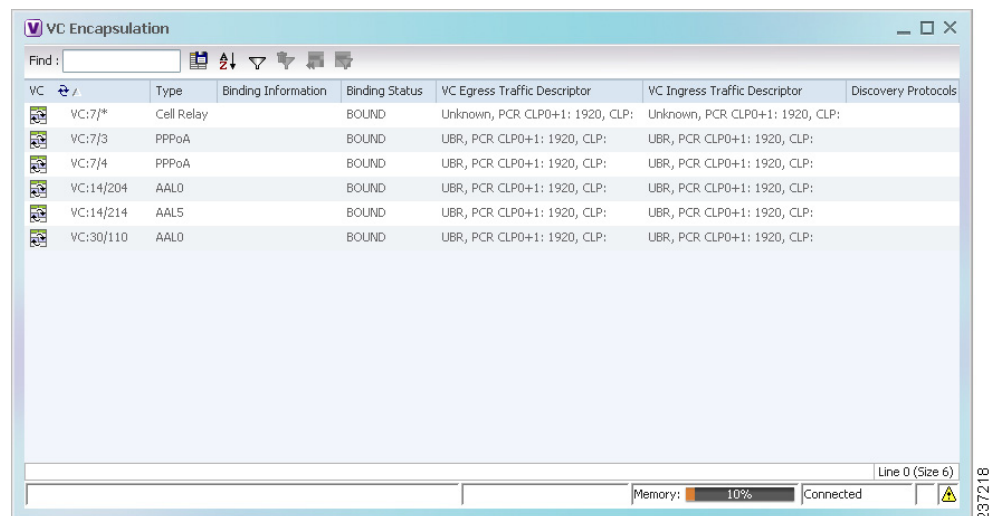 V VC Encapsulation
Find :
VC Type Binding Information Binding Status VC Egress Traffic Descriptor VC Ingress Traffic Descriptor Discovery Protocols
VC:7/* Cell Relay BOUND Unknown, PCR CLP0+1: 1920, CLP: Unknown, PCR CLP0+1: 1920, CLP:
VC:7/3 PPPoA BOUND UBR, PCR CLP0+1: 1920, CLP: UBR, PCR CLP0+1: 1920, CLP:
VC:7/4 PPPoA BOUND UBR, PCR CLP0+1: 1920, CLP: UBR, PCR CLP0+1: 1920, CLP:
VC:14/204 AAL0 BOUND UBR, PCR CLP0+1: 1920, CLP: UBR, PCR CLP0+1: 1920, CLP:
VC:14/214 AAL5 BOUND UBR, PCR CLP0+1: 1920, CLP: UBR, PCR CLP0+1: 1920, CLP:
VC:30/110 AAL0 BOUND UBR, PCR CLP0+1: 1920, CLP: UBR, PCR CLP0+1: 1920, CLP:
Line 0 (Size 6)
Memory: 10% Connected
237218